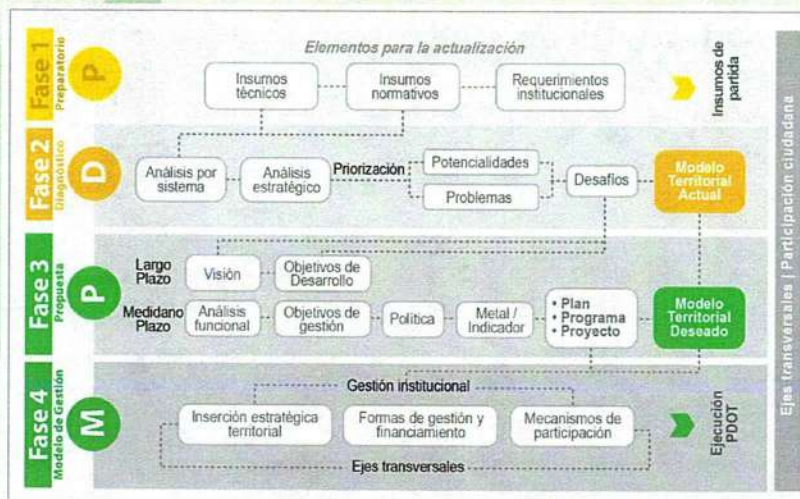 Fase 1
Preparatorio
P
Elementos para la actualización
Insumos
técnicos
Insumos
normativos
Requerimientos
institucionales
Insumos de
partida
Fase 2
Diagnóstico
D
Análisis por
sistema
Análisis
estratégico
Priorización
Potencialidades
Problemas
Desafíos
Modelo
Territorial
Actual
Fase 3
Propuesta
P
Largo
Plazo
Visión
Objetivos de
Desarrollo
Medidano
Plazo
Análisis
funcional
Objetivos de
gestión
Política
Metal /
Indicador
• Plan
• Programa
• Proyecto
Modelo
Territorial
Deseado
Fase 4
Modelo de Gestión
M
Gestión institucional
Inserción estratégica
territorial
Formas de gestión y
financiamiento
Mecanismos de
participación
Ejes transversales
Ejecución
PDOT
Ejes transversales | Participación ciudadana